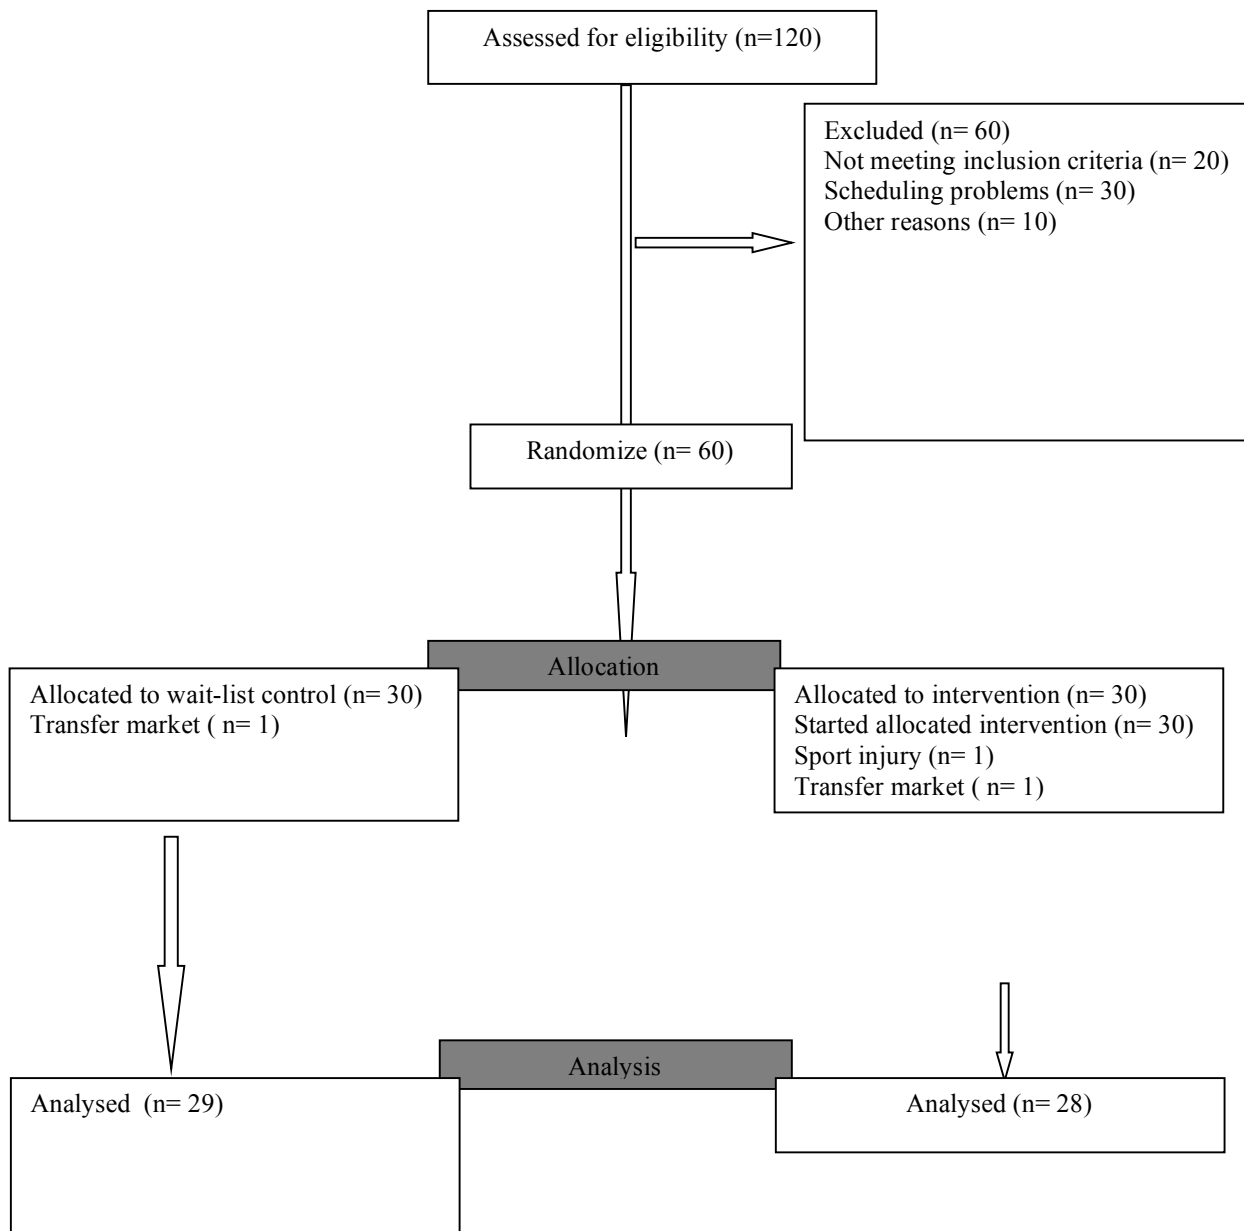 Assessed for eligibility (n=120)
Excluded (n= 60)
Not meeting inclusion criteria (n= 20)
Scheduling problems (n= 30)
Other reasons (n= 10)
Randomize (n= 60)
Allocation
Allocated to wait-list control (n= 30)
Transfer market ( n= 1)
Allocated to intervention (n= 30)
Started allocated intervention (n= 30)
Sport injury (n= 1)
Transfer market ( n= 1)
Analysis
Analysed  (n= 29)
Analysed (n= 28)